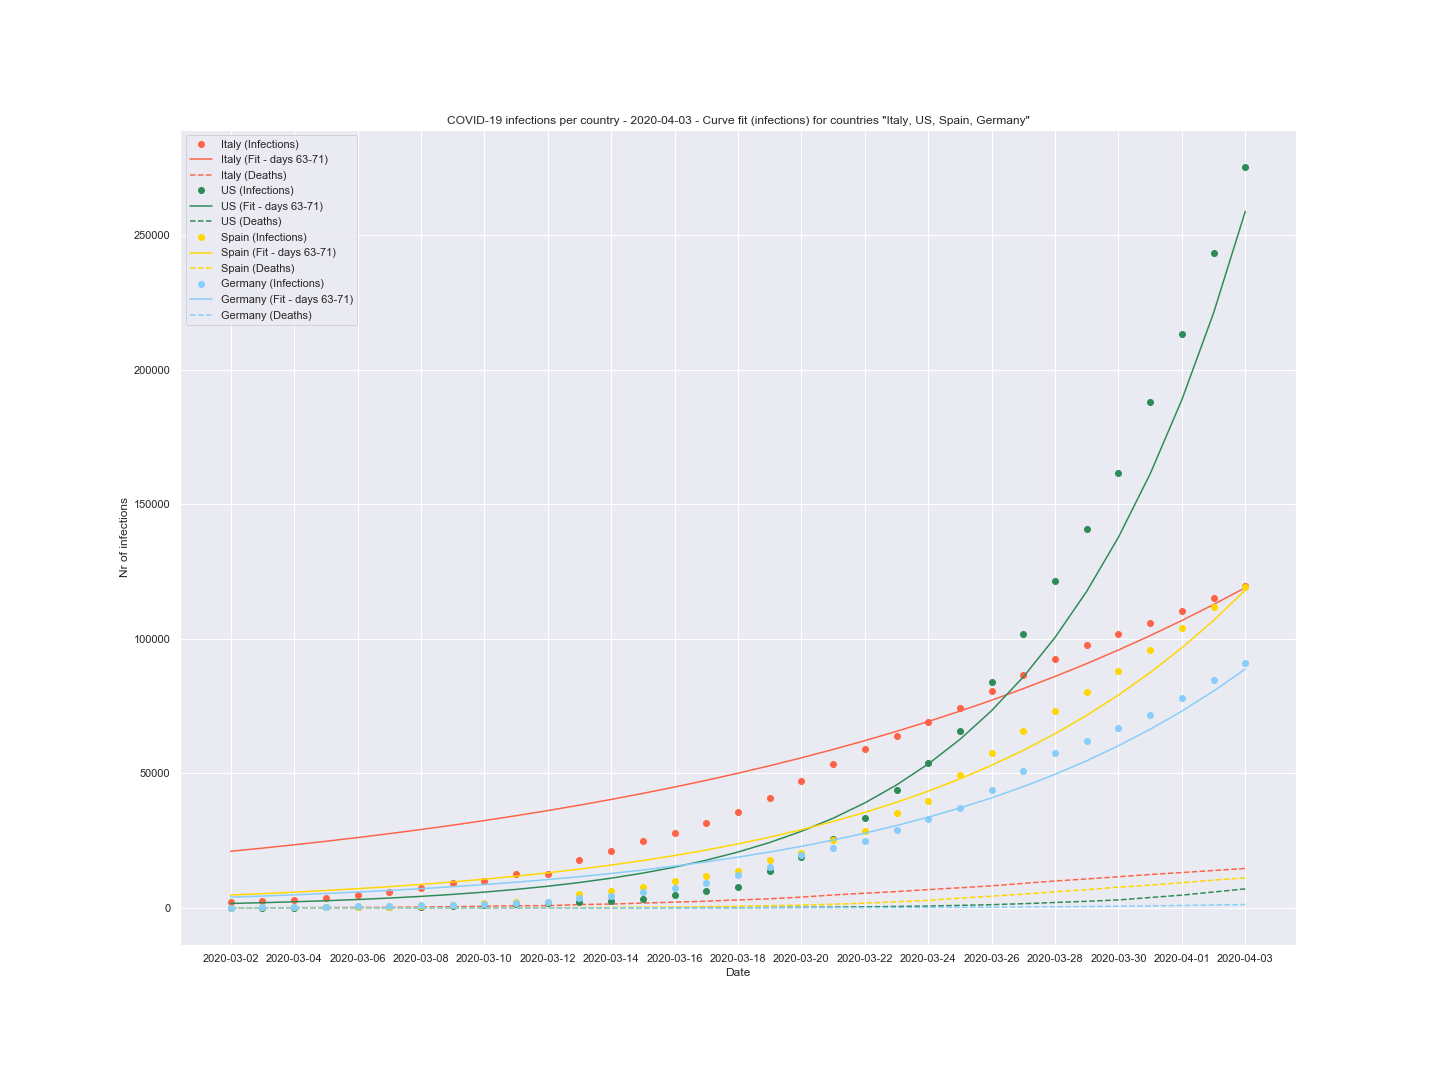 COVID-19 infections per country - 2020-04-03 - Curve fit (infections) for countries "Italy, US, Spain, Germany"
Italy (Infections)
Italy (Fit - days 63-71)
Italy (Deaths)
US (Infections)
US (Fit - days 63-71)
US (Deaths)
Spain (Infections)
Spain (Fit - days 63-71)
Spain (Deaths)
Germany (Infections)
Germany (Fit - days 63-71)
Germany (Deaths)
250000
200000
150000
100000
50000
0
Nr of infections
2020-03-02 2020-03-04 2020-03-06 2020-03-08 2020-03-10 2020-03-12 2020-03-14 2020-03-16 2020-03-18 2020-03-20 2020-03-22 2020-03-24 2020-03-26 2020-03-28 2020-03-30 2020-04-01 2020-04-03
Date